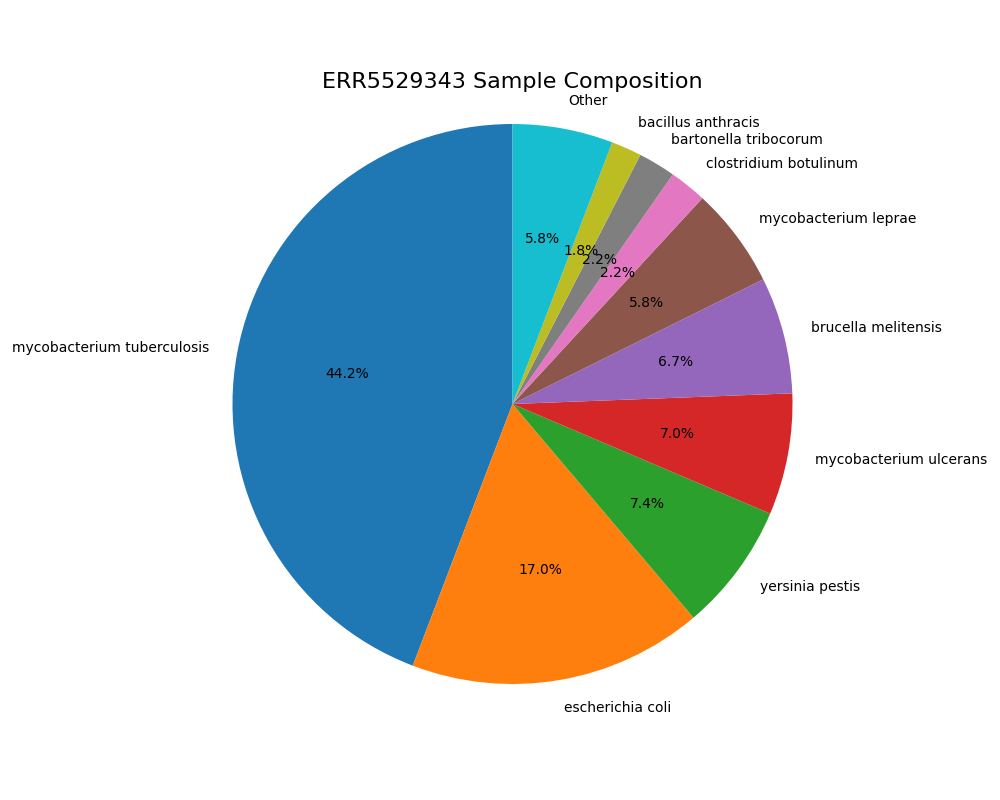 ERR5529343 Sample Composition
Other
bacillus anthracis
bartonella tribocorum
clostridium botulinum
mycobacterium leprae
brucella melitensis
mycobacterium ulcerans
yersinia pestis
escherichia coli
mycobacterium tuberculosis
5.8%
1.8%
2.2%
2.2%
5.8%
6.7%
7.0%
7.4%
17.0%
44.2%